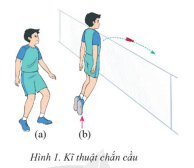 (a) (b)
Hình 1. Kĩ thuật chắn cầu